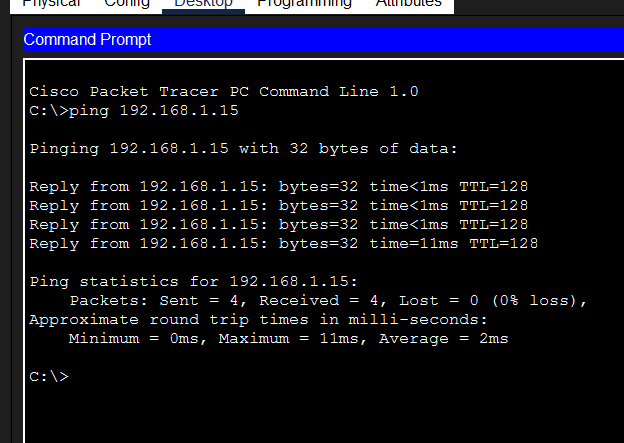 Physical Config Desktop Programming Attributes
Command Prompt
Cisco Packet Tracer PC Command Line 1.0
C:\>ping 192.168.1.15
Pinging 192.168.1.15 with 32 bytes of data:
Reply from 192.168.1.15: bytes=32 time<1ms TTL=128
Reply from 192.168.1.15: bytes=32 time<1ms TTL=128
Reply from 192.168.1.15: bytes=32 time<1ms TTL=128
Reply from 192.168.1.15: bytes=32 time=11ms TTL=128
Ping statistics for 192.168.1.15:
Packets: Sent = 4, Received = 4, Lost = 0 (0% loss),
Approximate round trip times in milli-seconds:
Minimum = 0ms, Maximum = 11ms, Average = 2ms
C:\>